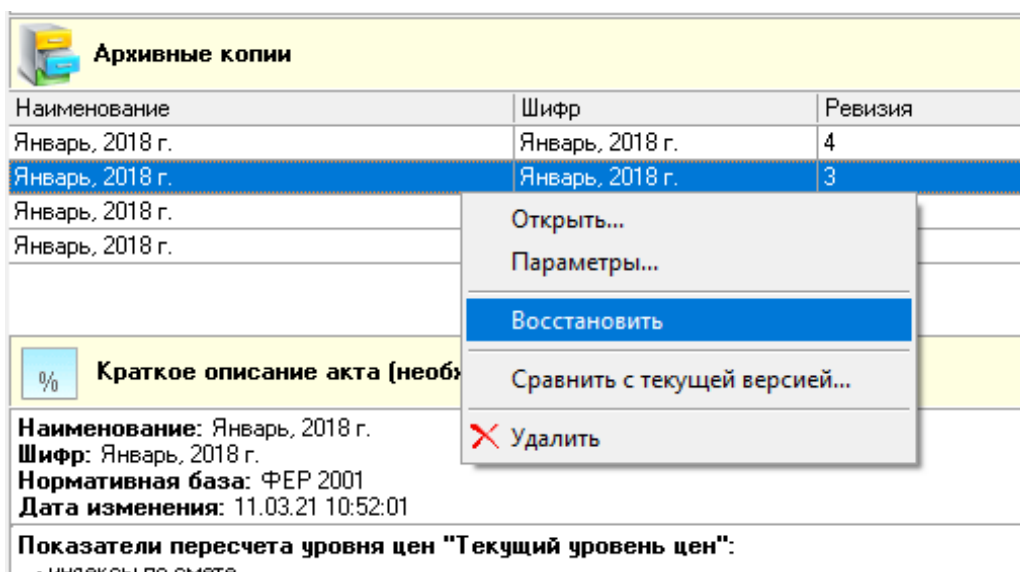 Архивные копии
Наименование Шифр Ревизия
Январь, 2018 г. Январь, 2018 г. 4
Январь, 2018 г. Январь, 2018 г. 3
Январь, 2018 г.
Январь, 2018 г.
Открыть...
Параметры...
Восстановить
Сравнить с текущей версией...
Удалить
% Краткое описание акта
Наименование: Январь, 2018 г.
Шифр: Январь, 2018 г.
Нормативная база: ФЕР 2001
Дата изменения: 11.03.21 10:52:01
Показатели пересчета уровня цен "Текущий уровень цен":